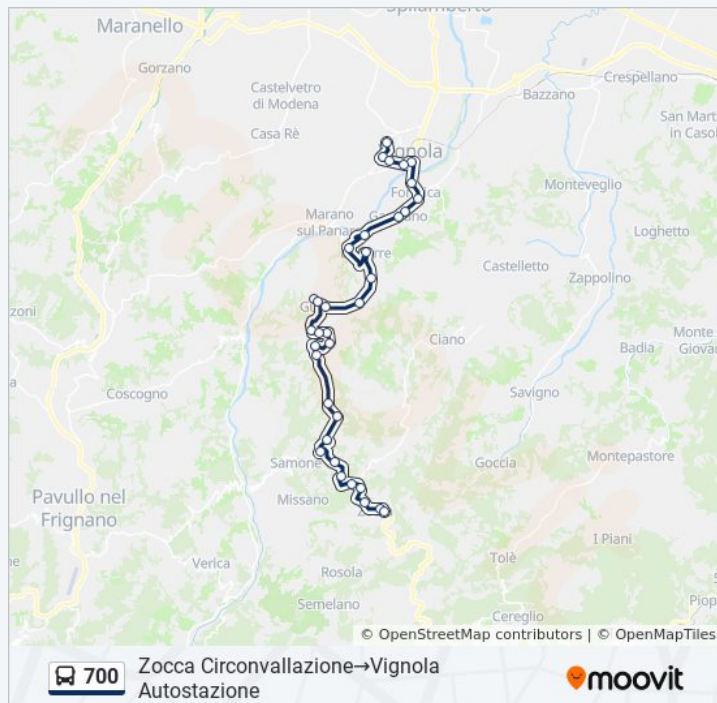 Spilamberto
Maranello
Gorzano
Crespellano
Castelvetro
di Modena
Bazzano
San Mart
in Casol
Casa Rè
Vignola
Monteveglio
Marano
sul Panaro
Loghetto
Castelletto
Zappolino
zoni
Ciano
Monte
Giovan
Badia
Coscogno
Savigno
Samone
Goccia
Montepastore
Missano
Pavullo nel
Frignano
I Piani
Tolè
Verica
Rosola
Semelano
Cereglio
Piop
© OpenStreetMap contributors | © OpenMapTiles
700
Zocca Circonvallazione→Vignola
Autostazione
moovit